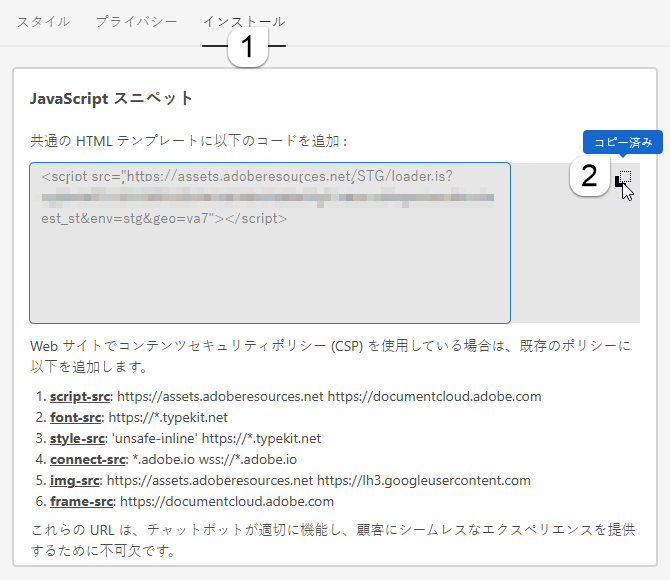 スタイル プライバシー インストール
1
JavaScript スニペット
共通の HTML テンプレートに以下のコードを追加 :
コピー済み
2
<script src="https://assets.adoberesources.net/STG/loader.js?
est_st&env=stg&geo=va7"></script>
Web サイトでコンテンツセキュリティポリシー (CSP) を使用している場合は、既存のポリシーに
以下を追加します。
1. script-src: https://assets.adoberesources.net https://documentcloud.adobe.com
2. font-src: https://*.typekit.net
3. style-src: 'unsafe-inline' https://*.typekit.net
4. connect-src: *.adobe.io wss://*.adobe.io
5. img-src: https://assets.adoberesources.net https://lh3.googleusercontent.com
6. frame-src: https://documentcloud.adobe.com
これらの URL は、チャットボットが適切に機能し、顧客にシームレスなエクスペリエンスを提供
するために不可欠です。